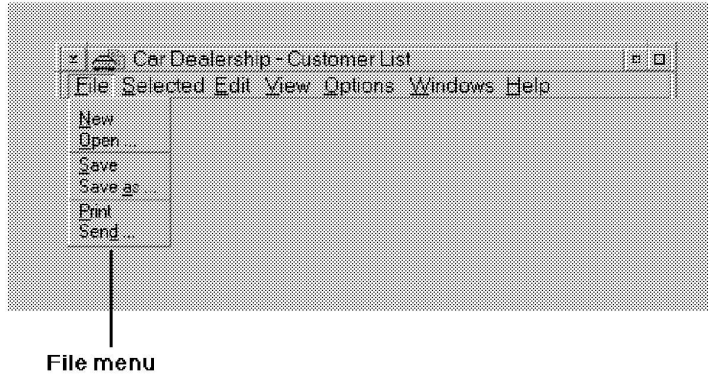 Car Dealership - Customer List
File Selected Edit View Options Windows Help
New
Open ...
Save
Save as ...
Print
Send ...
File menu